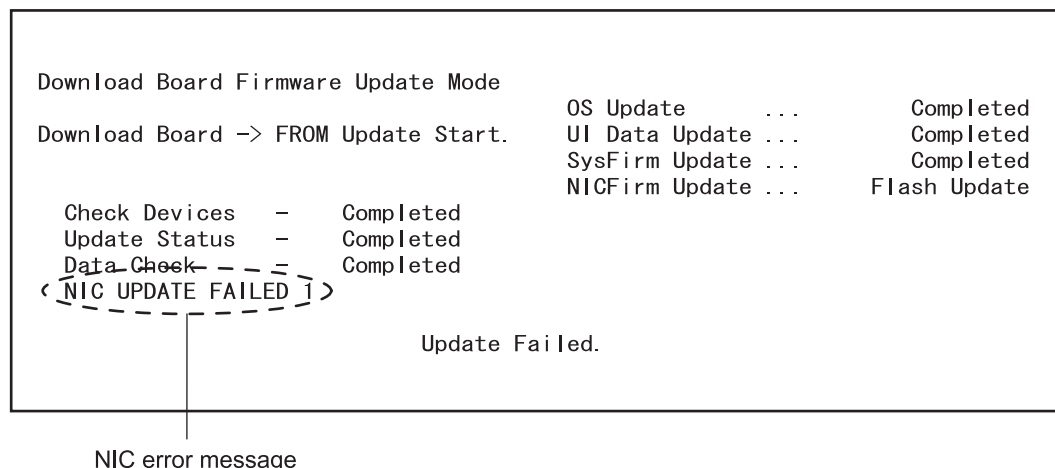 Download Board Firmware Update Mode
Download Board -> FROM Update Start.
OS Update ... Completed
UI Data Update ... Completed
SysFirm Update ... Completed
NICFirm Update ... Flash Update
Check Devices - Completed
Update Status - Completed
Data Check - Completed
NIC UPDATE FAILED 1
Update Failed.
NIC error message